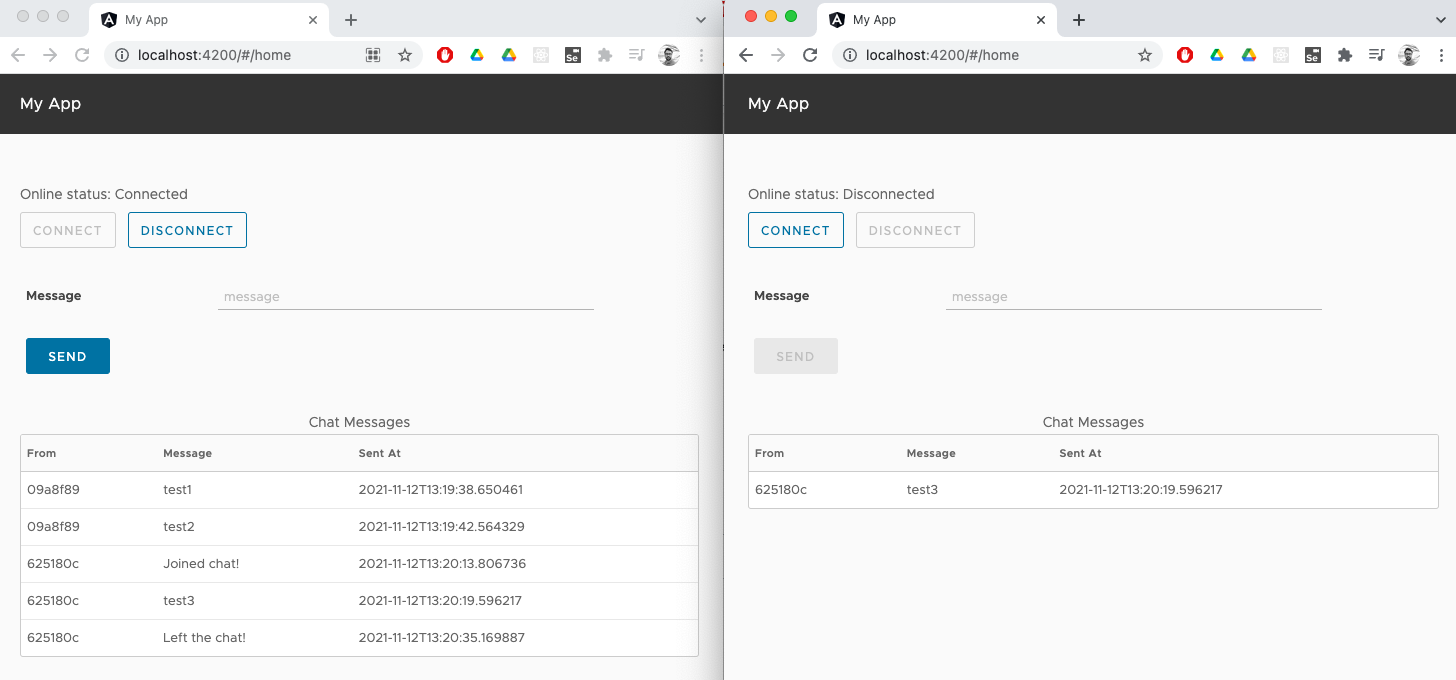 My App
localhost:4200/#/home
Se
My App
Online status: Connected
CONNECT DISCONNECT
Message message
SEND
Chat Messages
From Message Sent At
09a8f89 test1 2021-11-12T13:19:38.650461
09a8f89 test2 2021-11-12T13:19:42.564329
625180c Joined chat! 2021-11-12T13:20:13.806736
625180c test3 2021-11-12T13:20:19.596217
625180c Left the chat! 2021-11-12T13:20:35.169887
My App
localhost:4200/#/home
Se
My App
Online status: Disconnected
CONNECT DISCONNECT
Message message
SEND
Chat Messages
From Message Sent At
625180c test3 2021-11-12T13:20:19.596217